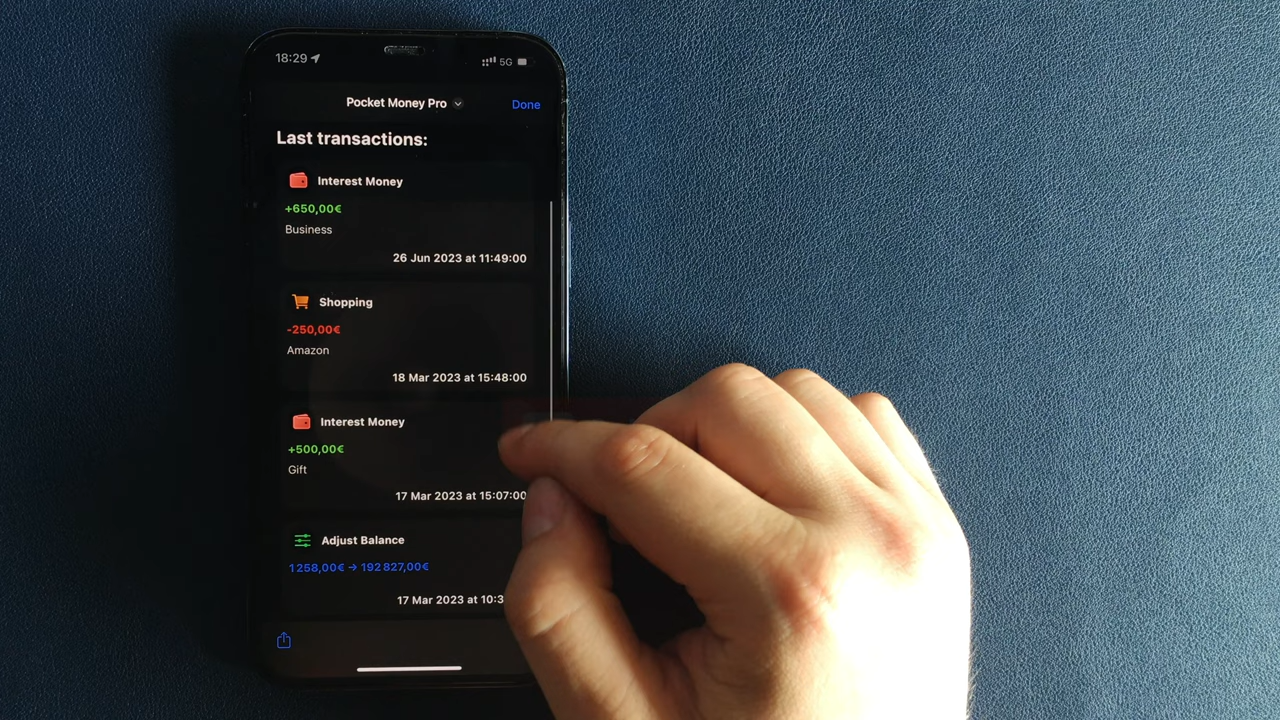 18:29
5G
Pocket Money Pro
Done
Last transactions:
Interest Money
+650,00€
Business
26 Jun 2023 at 11:49:00
Shopping
-250,00€
Amazon
18 Mar 2023 at 15:48:00
Interest Money
+500,00€
Gift
17 Mar 2023 at 15:07:00
Adjust Balance
1 258,00€ → 192 827,00€
17 Mar 2023 at 10:3